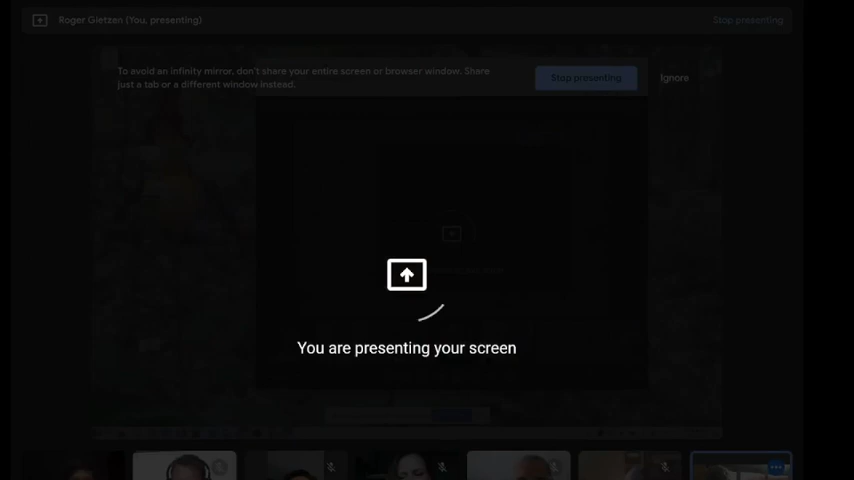 Roger Gietzen (You, presenting)
Stop presenting
To avoid an infinity mirror, don't share your entire screen or browser window. Share
just a tab or a different window instead.
Stop presenting
Ignore
You are presenting your screen